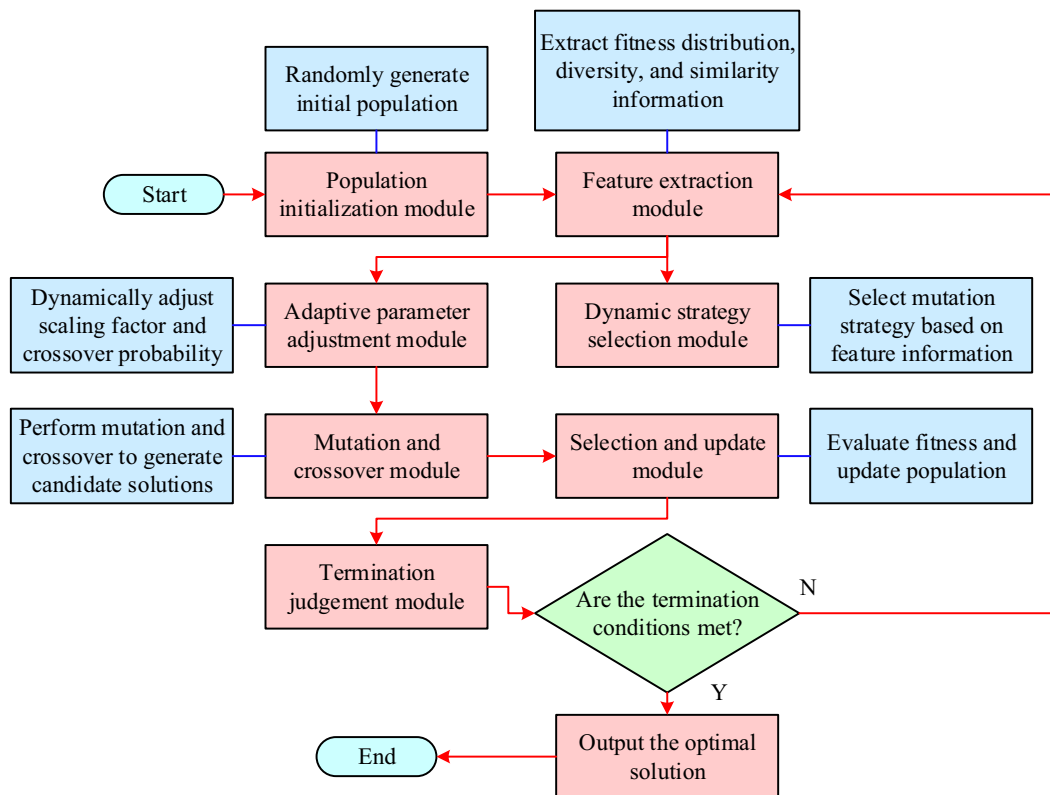 Randomly generate
initial population
Extract fitness distribution,
diversity, and similarity
information
Start
Population
initialization module
Feature extraction
module
Dynamically adjust
scaling factor and
crossover probability
Adaptive parameter
adjustment module
Dynamic strategy
selection module
Select mutation
strategy based on
feature information
Perform mutation and
crossover to generate
candidate solutions
Mutation and
crossover module
Selection and update
module
Evaluate fitness and
update population
Termination
judgement module
Are the termination
conditions met?
N
Y
End
Output the optimal
solution